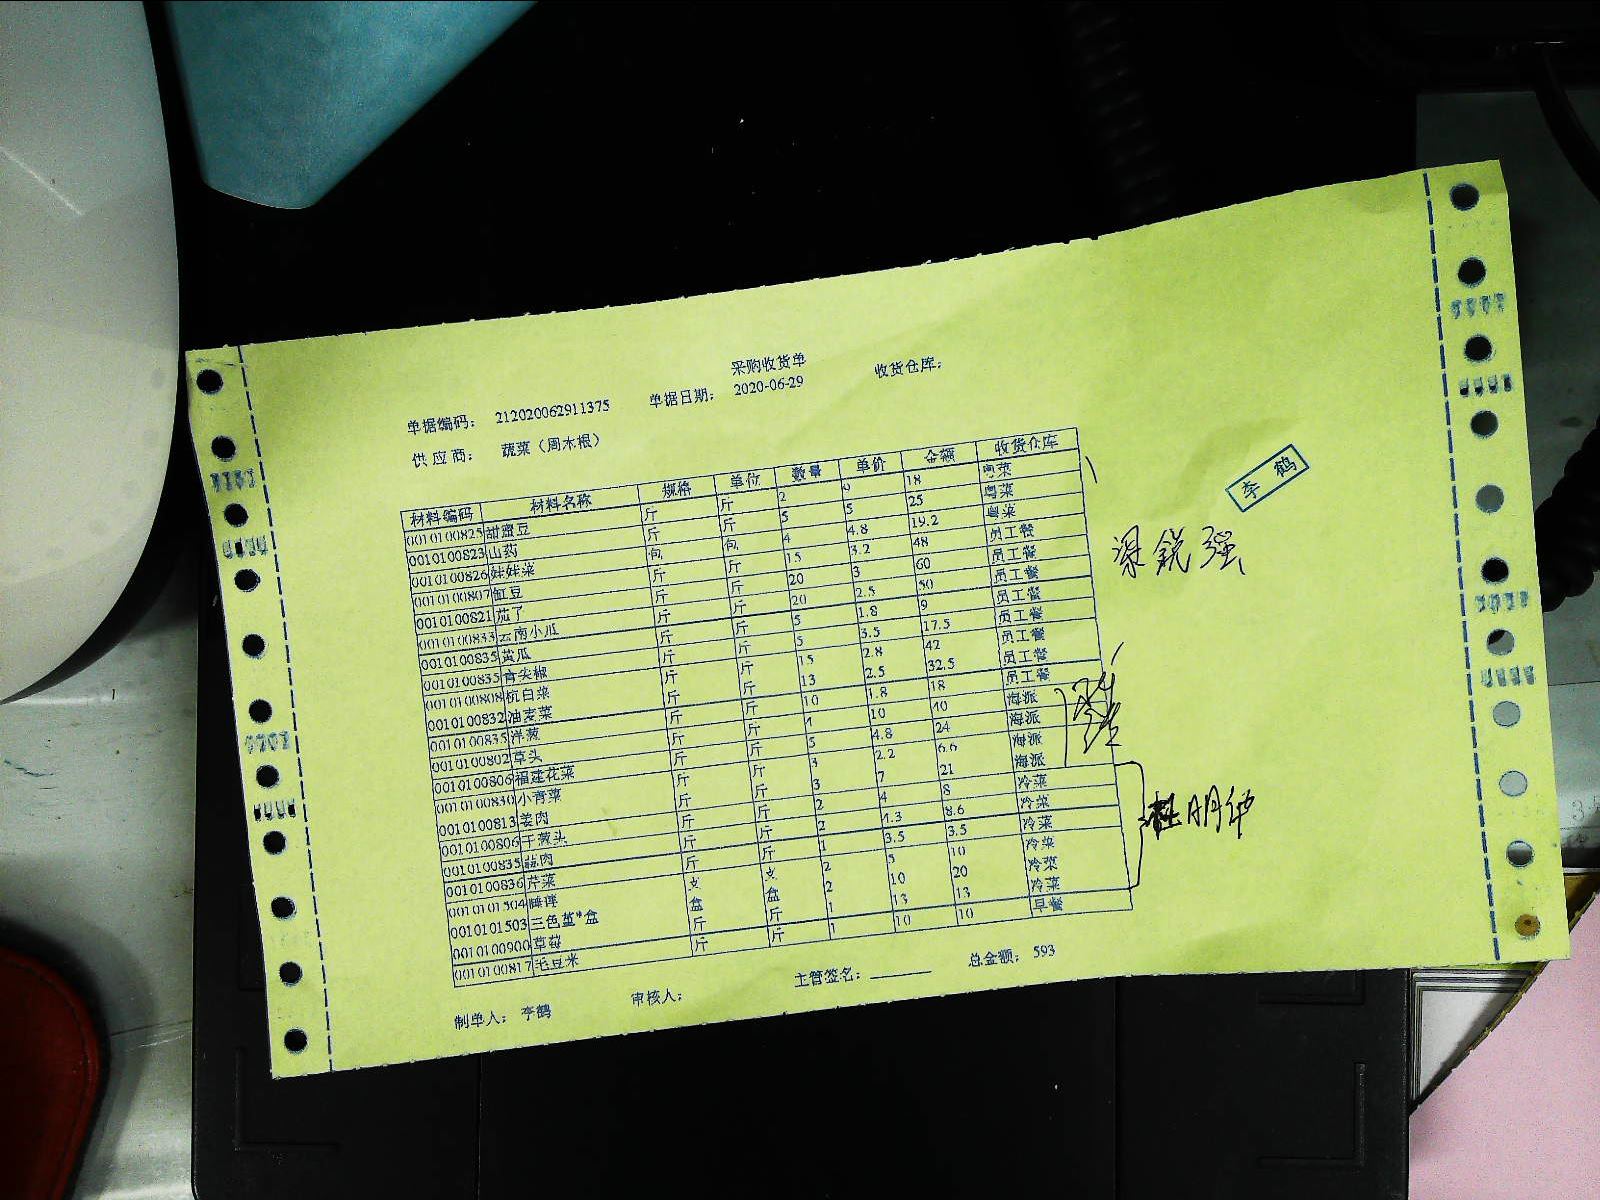 采购收货单
单据编码: 212020062911375 单据日期: 2020-06-29 收货仓库:
供应商: 蔬菜(周木根)
材料编码 材料名称 规格 单位 数量 单价 金额 收货仓库
0010100825 甜蜜豆 斤 斤 2 9 18 粤菜
0010100823 山药 斤 斤 5 5 25 粤菜
0010100826 娃娃菜 包 包 4 4.8 19.2 粤菜
0010100807 豇豆 斤 斤 15 3.2 48 员工餐
0010100821 茄子 斤 斤 20 3 60 员工餐
0010100833 云南小瓜 斤 斤 20 2.5 50 员工餐
0010100835 黄瓜 斤 斤 5 1.8 9 员工餐
0010100835 青尖椒 斤 斤 5 3.5 17.5 员工餐
0010100808 杭白菜 斤 斤 15 2.8 42 员工餐
0010100832 油麦菜 斤 斤 13 2.5 32.5 员工餐
0010100835 洋葱 斤 斤 10 1.8 18 员工餐
0010100802 草头 斤 斤 4 10 40 海派
0010100806 福建花菜 斤 斤 5 4.8 24 海派
0010100830 小青菜 斤 斤 3 2.2 6.6 海派
0010100813 姜肉 斤 斤 3 7 21 海派
0010100806 干葱头 斤 斤 2 4 8 冷菜
0010100835 蒜肉 斤 斤 2 4.3 8.6 冷菜
0010100836 芹菜 斤 斤 1 3.5 3.5 冷菜
0010101504 睡莲 支 支 2 5 10 冷菜
0010101503 三色堇*盒 盒 盒 2 10 20 冷菜
0010100900 草莓 斤 斤 1 13 13 冷菜
0010100817 毛豆米 斤 斤 1 10 10 早餐
制单人: 李鹤 审核人: 主管签名: 总金额: 593
李鹤
梁锐强
杜明华